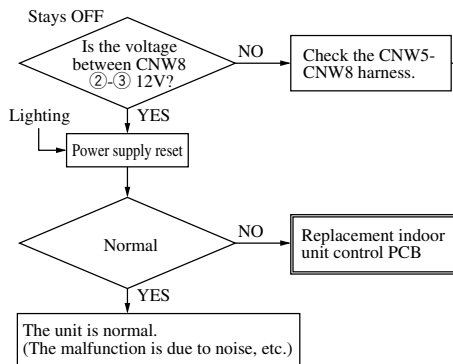 Stays OFF
Is the voltage
between CNW8
②-③ 12V?
NO
Check the CNW5-
CNW8 harness.
YES
Lighting
Power supply reset
Normal
NO
Replacement indoor
unit control PCB
YES
The unit is normal.
(The malfunction is due to noise, etc.)